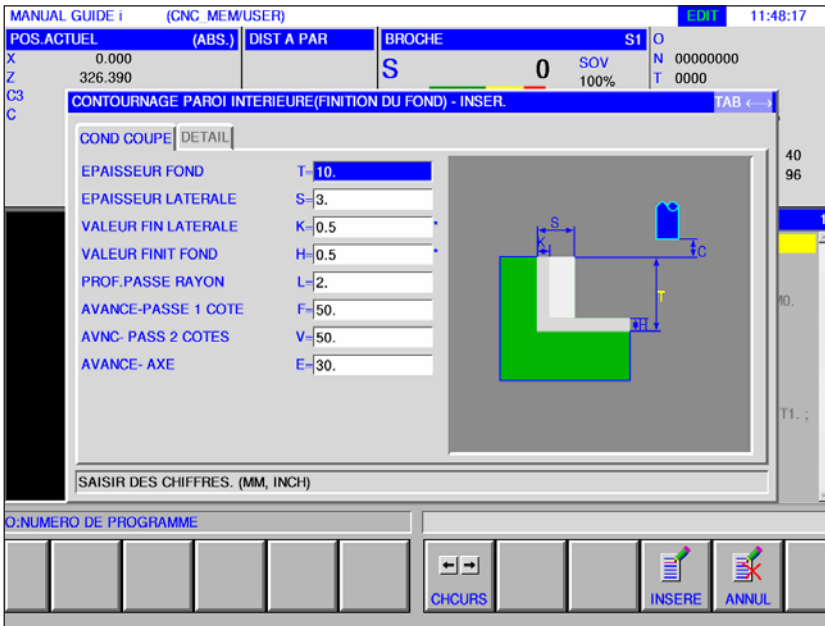 MANUAL GUIDE i (CNC_MEM/USER) EDIT 11:48:17
POS.ACTUEL (ABS.) DIST A PAR BROCHE S1 O
X 0.000 S 0 SOV N 00000000
Z 326.390 100% T 0000
C3
C
CONTOURNAGE PAROI INTERIEURE(FINITION DU FOND) - INSER. TAB
COND COUPE DETAIL
EPAISSEUR FOND T= 10.
EPAISSEUR LATERALE S= 3.
VALEUR FIN LATERALE K= 0.5 *
VALEUR FINIT FOND H= 0.5 *
PROF.PASSE RAYON L= 2.
AVANCE-PASSE 1 COTE F= 50.
AVNC- PASS 2 COTES V= 50.
AVANCE- AXE E= 30.
S
K
C
T
H
40
96
1
M0.
T1. ;
SAISIR DES CHIFFRES. (MM, INCH)
O:NUMERO DE PROGRAMME
CHCURS INSERE ANNUL